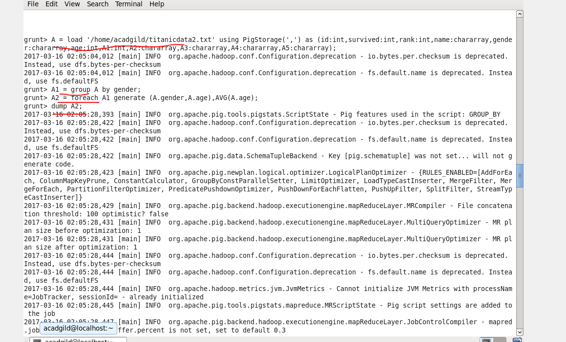 File Edit View Search Terminal Help
grunt> A = load '/home/acadgild/titanicdata2.txt' using PigStorage(',') as (id:int,survived:int,rank:int,name:chararray,gende
r:chararray,age:int,A1:int,A2:chararray,A3:chararray,A4:chararray,A5:chararray);
2017-03-16 02:05:04,012 [main] INFO  org.apache.hadoop.conf.Configuration.deprecation - io.bytes.per.checksum is deprecated.
Instead, use dfs.bytes-per-checksum
2017-03-16 02:05:04,012 [main] INFO  org.apache.hadoop.conf.Configuration.deprecation - fs.default.name is deprecated. Instea
d, use fs.defaultFS
grunt> A1 = group A by gender;
grunt> A2 = foreach A1 generate (A.gender,A.age),AVG(A.age);
grunt> dump A2;
2017-03-16 02:05:28,393 [main] INFO  org.apache.pig.tools.pigstats.ScriptState - Pig features used in the script: GROUP_BY
2017-03-16 02:05:28,422 [main] INFO  org.apache.hadoop.conf.Configuration.deprecation - io.bytes.per.checksum is deprecated.
Instead, use dfs.bytes-per-checksum
2017-03-16 02:05:28,422 [main] INFO  org.apache.hadoop.conf.Configuration.deprecation - fs.default.name is deprecated. Instea
d, use fs.defaultFS
2017-03-16 02:05:28,422 [main] INFO  org.apache.pig.data.SchemaTupleBackend - Key [pig.schematuple] was not set... will not g
enerate code.
2017-03-16 02:05:28,423 [main] INFO  org.apache.pig.newplan.logical.optimizer.LogicalPlanOptimizer - {RULES_ENABLED=[AddForEa
ch, ColumnMapKeyPrune, ConstantCalculator, GroupByConstParallelSetter, LimitOptimizer, LoadTypeCastInserter, MergeFilter, Mer
geForEach, PartitionFilterOptimizer, PredicatePushdownOptimizer, PushDownForEachFlatten, PushUpFilter, SplitFilter, StreamTyp
eCastInserter]}
2017-03-16 02:05:28,429 [main] INFO  org.apache.pig.backend.hadoop.executionengine.mapReduceLayer.MRCompiler - File concatena
tion threshold: 100 optimistic? false
2017-03-16 02:05:28,431 [main] INFO  org.apache.pig.backend.hadoop.executionengine.mapReduceLayer.MultiQueryOptimizer - MR pl
an size before optimization: 1
2017-03-16 02:05:28,431 [main] INFO  org.apache.pig.backend.hadoop.executionengine.mapReduceLayer.MultiQueryOptimizer - MR pl
an size after optimization: 1
2017-03-16 02:05:28,444 [main] INFO  org.apache.hadoop.conf.Configuration.deprecation - io.bytes.per.checksum is deprecated.
Instead, use dfs.bytes-per-checksum
2017-03-16 02:05:28,444 [main] INFO  org.apache.hadoop.conf.Configuration.deprecation - fs.default.name is deprecated. Instea
d, use fs.defaultFS
2017-03-16 02:05:28,444 [main] INFO  org.apache.hadoop.metrics.jvm.JvmMetrics - Cannot initialize JVM Metrics with processNam
e=JobTracker, sessionId= - already initialized
2017-03-16 02:05:28,445 [main] INFO  org.apache.pig.tools.pigstats.mapreduce.MRScriptState - Pig script settings are added to
the job
2017-03-16 02:05:28,447 [main] INFO  org.apache.pig.backend.hadoop.executionengine.mapReduceLayer.JobControlCompiler - mapred
.job acadgild@localhost:~ ffer.percent is not set, set to default 0.3